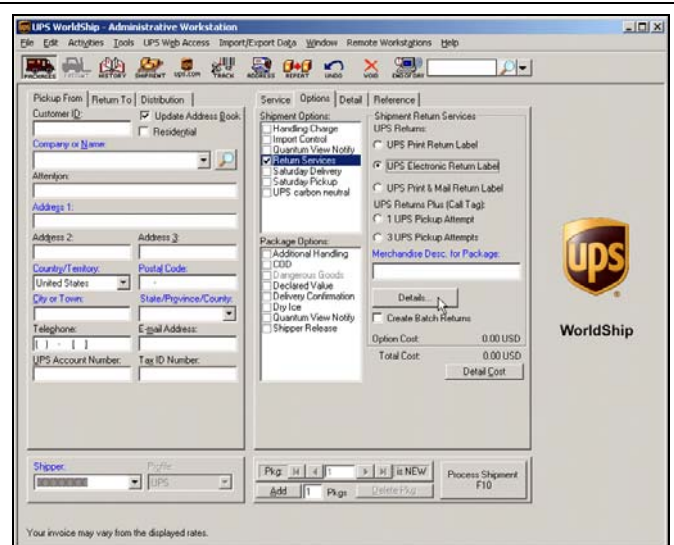 UPS WorldShip - Administrative Workstation
File Edit Activities Tools UPS Web Access Import/Export Data Window Remote Workstations Help
PACKAGES HISTORY SHIPMENT UPS.COM TRACK ADDRESS REPEAT UNDO VOID END OF DAY
Pickup From Return To Distribution
Customer ID:
Update Address Book
Residential
Company or Name:
Attention:
Address 1:
Address 2: Address 3:
Country/Territory: Postal Code:
United States -
City or Town: State/Province/County:
Telephone: E-mail Address:
( ) - ( )
UPS Account Number: Tax ID Number:
Shipper: Profile:
UPS
Service Options Detail Reference
Shipment Options:
Handling Charge
Import Control
Quantum View Notify
Return Services
Saturday Delivery
Saturday Pickup
UPS carbon neutral
Package Options:
Additional Handling
COD
Dangerous Goods
Declared Value
Delivery Confirmation
Dry Ice
Quantum View Notify
Shipper Release
Shipment Return Services
UPS Returns:
UPS Print Return Label
UPS Electronic Return Label
UPS Print & Mail Return Label
UPS Returns Plus (Call Tag):
1 UPS Pickup Attempt
3 UPS Pickup Attempts
Merchandise Desc. for Package:
Details...
Create Batch Returns
Option Cost: 0.00 USD
Total Cost: 0.00 USD
Detail Cost
Pkg: 1 is NEW
Add 1 Pkgs Delete Pkg
Process Shipment
F10
ups
WorldShip
Your invoice may vary from the displayed rates.